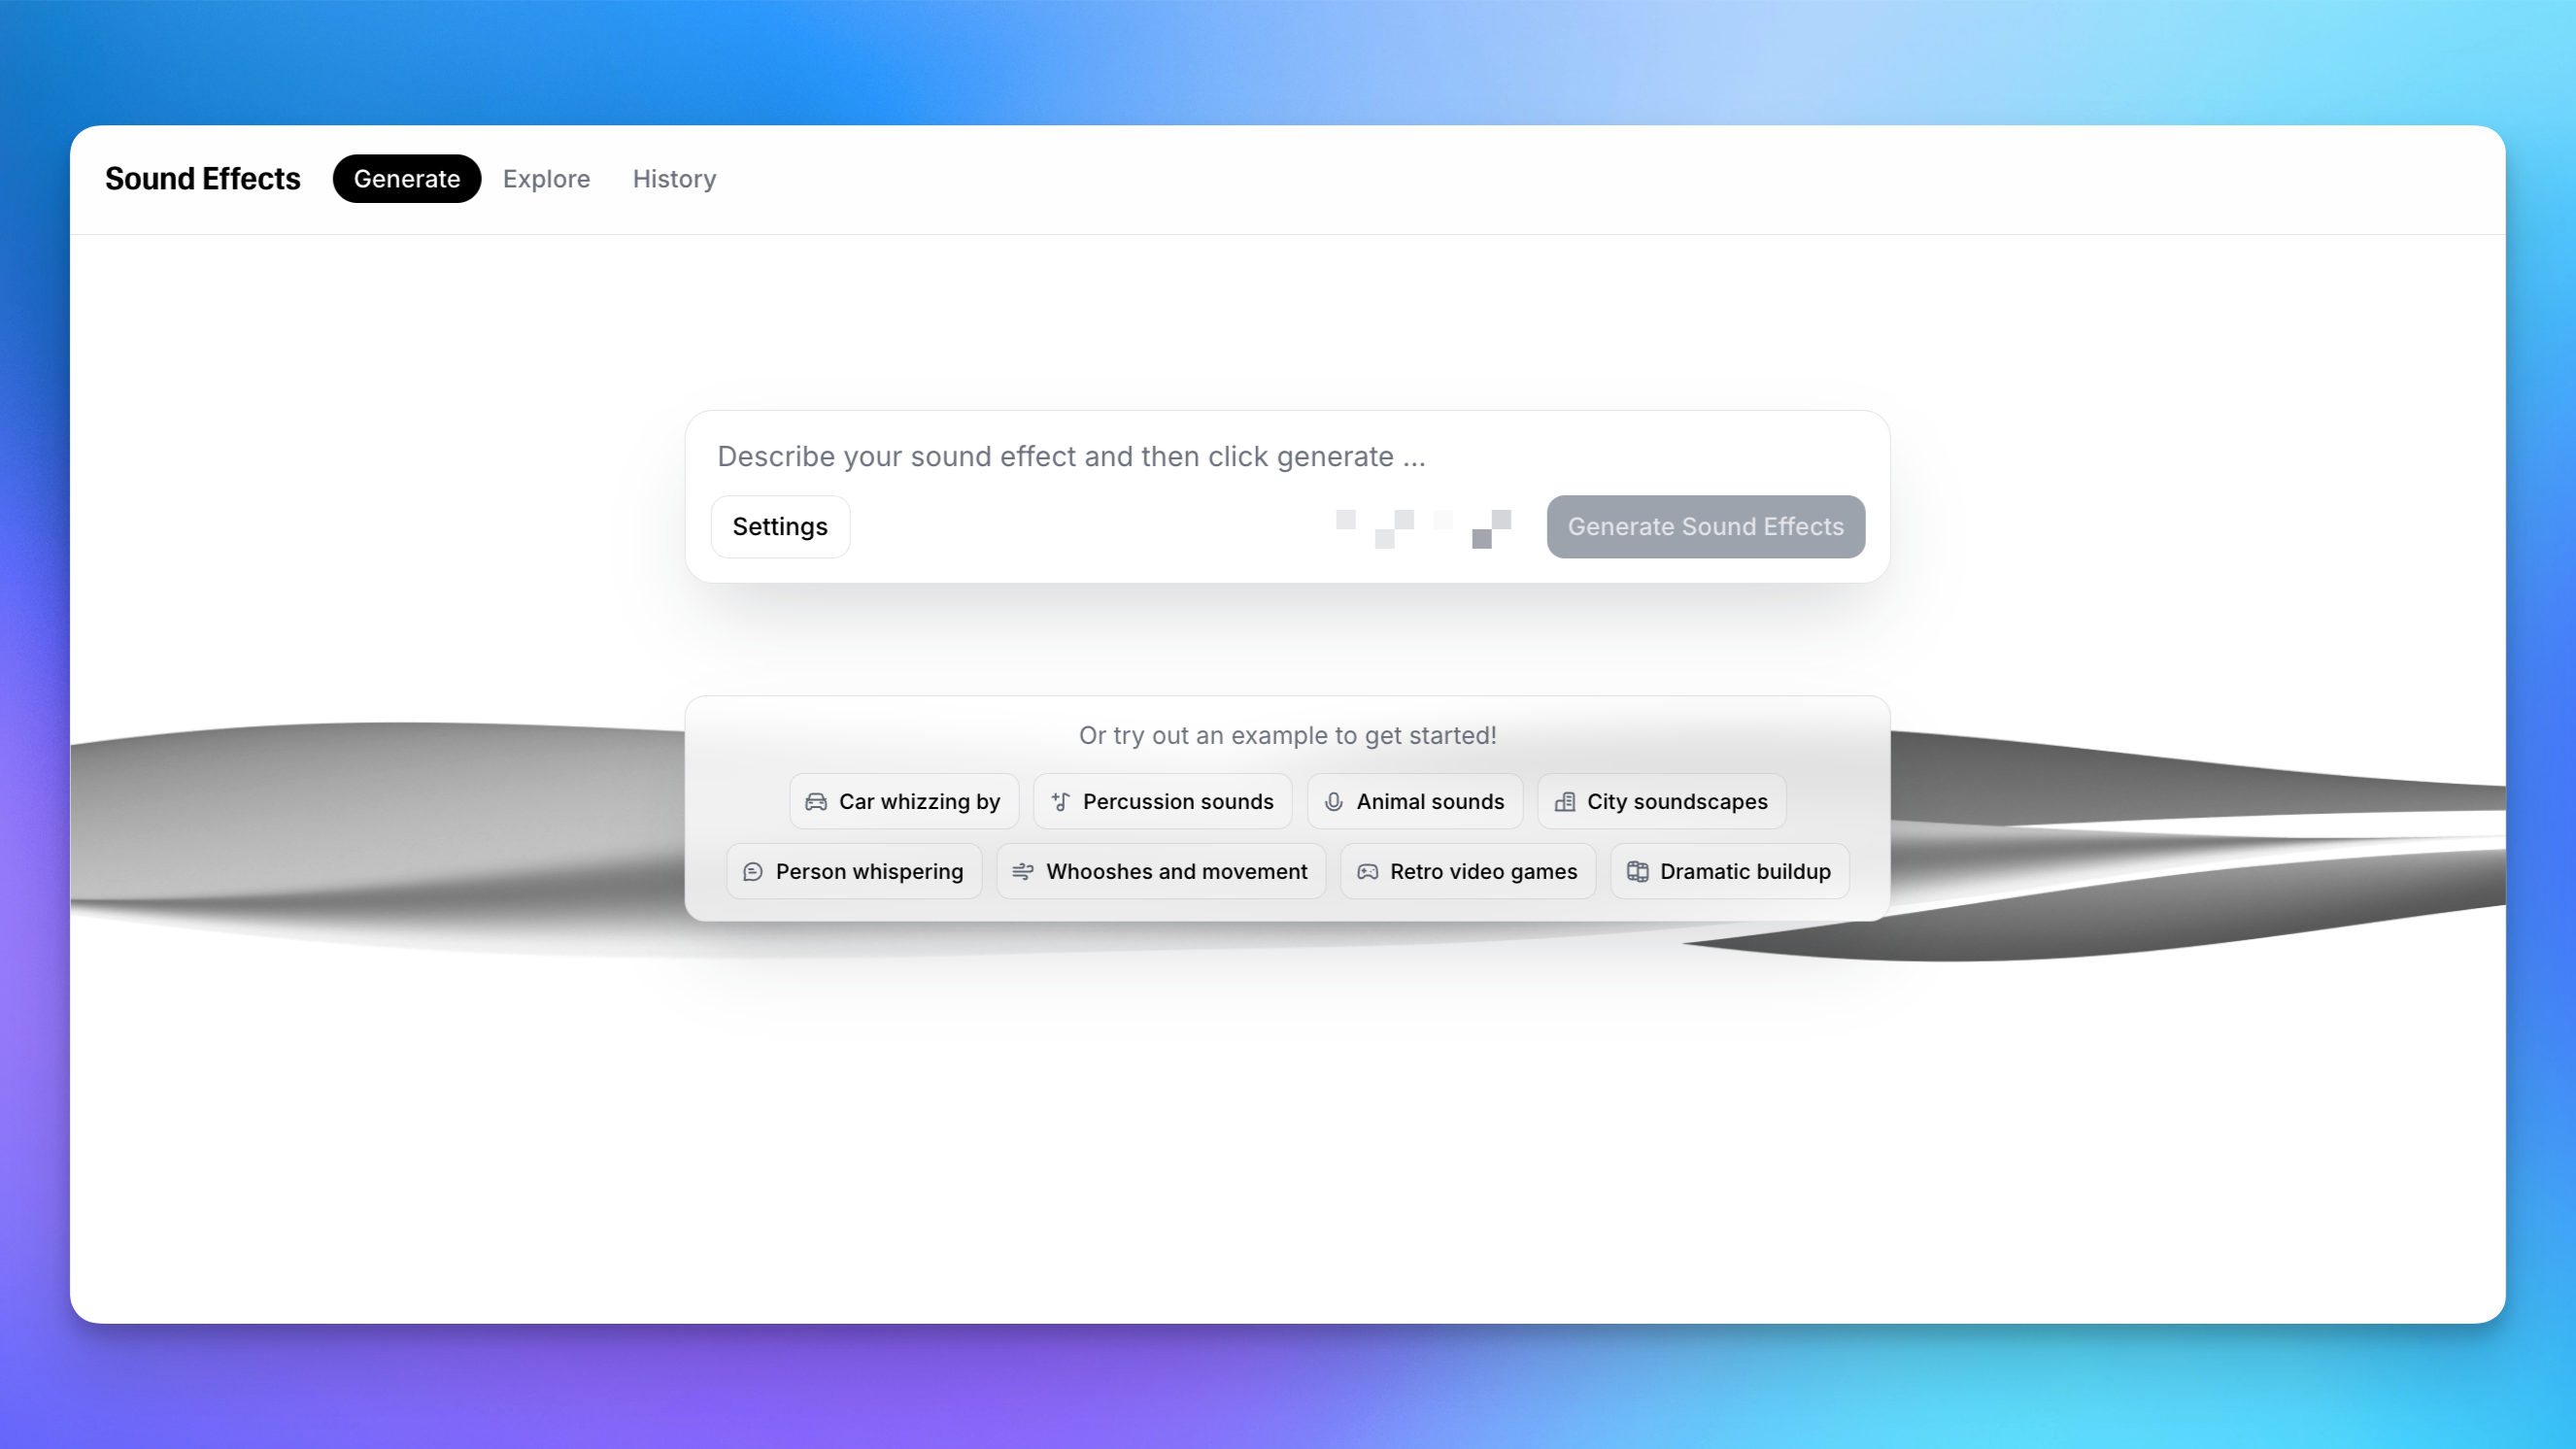 Sound Effects Generate Explore History
Describe your sound effect and then click generate ...
Settings Generate Sound Effects
Or try out an example to get started!
Car whizzing by Percussion sounds Animal sounds City soundscapes
Person whispering Whooshes and movement Retro video games Dramatic buildup